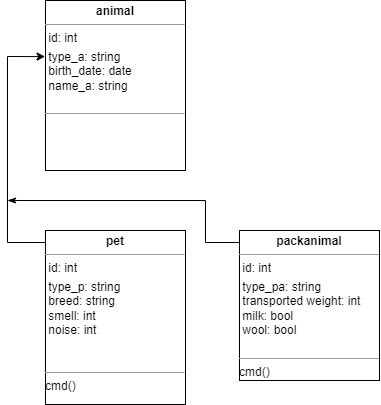 animal
id: int
type_a: string
birth_date: date
name_a: string
pet
id: int
type_p: string
breed: string
smell: int
noise: int
cmd()
packanimal
id: int
type_pa: string
transported weight: int
milk: bool
wool: bool
cmd()